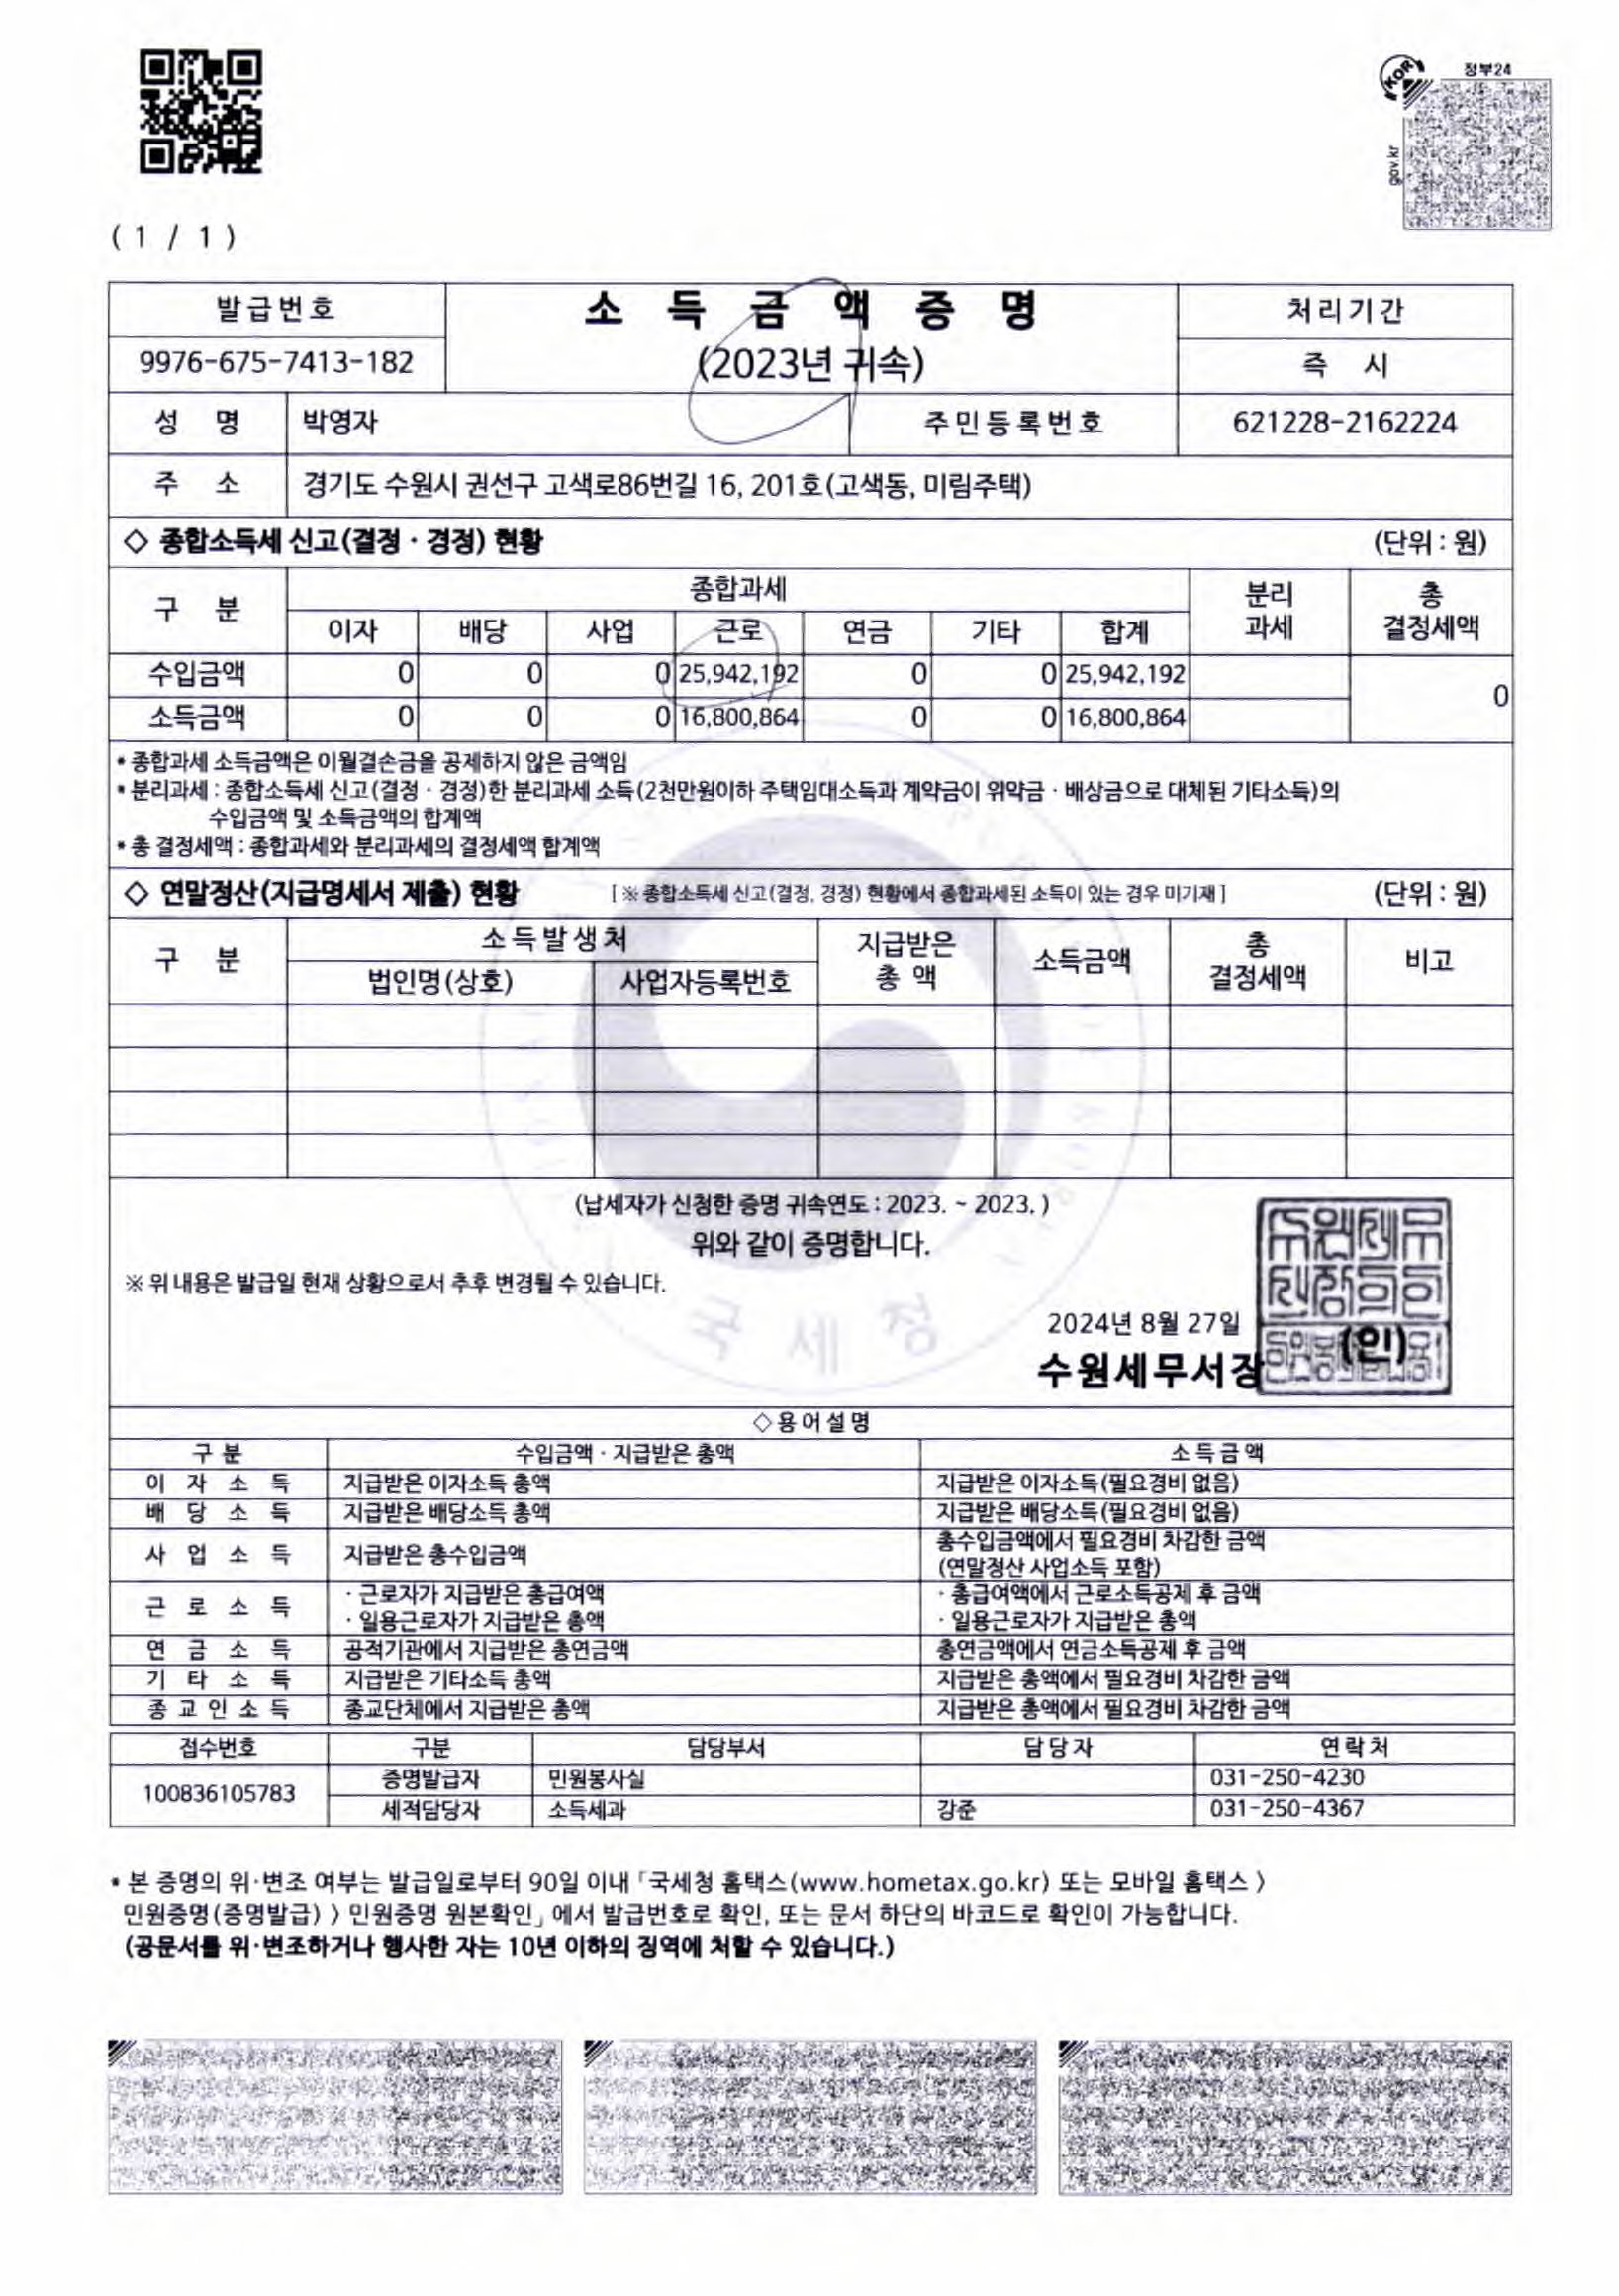 정부24
gov.kr
( 1 / 1 )
발급번호
소 득 금 액 증 명
처리기간
9976-675-7413-182
(2023년 귀속)
즉 시
성 명 박영자 주민등록번호 621228-2162224
주 소 경기도 수원시 권선구 고색로86번길 16, 201호(고색동, 미림주택)
◇ 종합소득세 신고(결정 · 경정) 현황 (단위 : 원)
구 분 종합과세 분리 과세 총 결정세액
이자 배당 사업 근로 연금 기타 합계
수입금액 0 0 0 25,942,192 0 0 25,942,192 0
소득금액 0 0 0 16,800,864 0 0 16,800,864
* 종합과세 소득금액은 이월결손금을 공제하지 않은 금액임
* 분리과세 : 종합소득세 신고(결정 · 경정)한 분리과세 소득(2천만원이하 주택임대소득과 계약금이 위약금 · 배상금으로 대체된 기타소득)의
수입금액 및 소득금액의 합계액
* 총 결정세액 : 종합과세와 분리과세의 결정세액 합계액
◇ 연말정산(지급명세서 제출) 현황 [ ※ 종합소득세 신고(결정, 경정) 현황에서 종합과세된 소득이 있는 경우 미기재 ] (단위 : 원)
구 분 소득발생처 지급받은 총 액 소득금액 총 결정세액 비고
법인명(상호) 사업자등록번호
(납세자가 신청한 증명 귀속연도 : 2023. ~ 2023. )
위와 같이 증명합니다.
※ 위 내용은 발급일 현재 상황으로서 추후 변경될 수 있습니다.
국 세 청
2024년 8월 27일
수원세무서장 (인)
◇용어설명
구 분 수입금액 · 지급받은 총액 소득금액
이 자 소 득 지급받은 이자소득 총액 지급받은 이자소득(필요경비 없음)
배 당 소 득 지급받은 배당소득 총액 지급받은 배당소득(필요경비 없음)
사 업 소 득 지급받은 총수입금액 총수입금액에서 필요경비 차감한 금액
(연말정산 사업소득 포함)
근 로 소 득 · 근로자가 지급받은 총급여액 · 총급여액에서 근로소득공제 후 금액
· 일용근로자가 지급받은 총액 · 일용근로자가 지급받은 총액
연 금 소 득 공적기관에서 지급받은 총연금액 총연금액에서 연금소득공제 후 금액
기 타 소 득 지급받은 기타소득 총액 지급받은 총액에서 필요경비 차감한 금액
종교인소득 종교단체에서 지급받은 총액 지급받은 총액에서 필요경비 차감한 금액
접수번호 구분 담당부서 담당자 연락처
100836105783 증명발급자 민원봉사실 031-250-4230
세적담당자 소득세과 강준 031-250-4367
* 본 증명의 위·변조 여부는 발급일로부터 90일 이내 「국세청 홈택스(www.hometax.go.kr) 또는 모바일 홈택스 〉
민원증명(증명발급) 〉 민원증명 원본확인」 에서 발급번호로 확인, 또는 문서 하단의 바코드로 확인이 가능합니다.
(공문서를 위·변조하거나 행사한 자는 10년 이하의 징역에 처할 수 있습니다.)